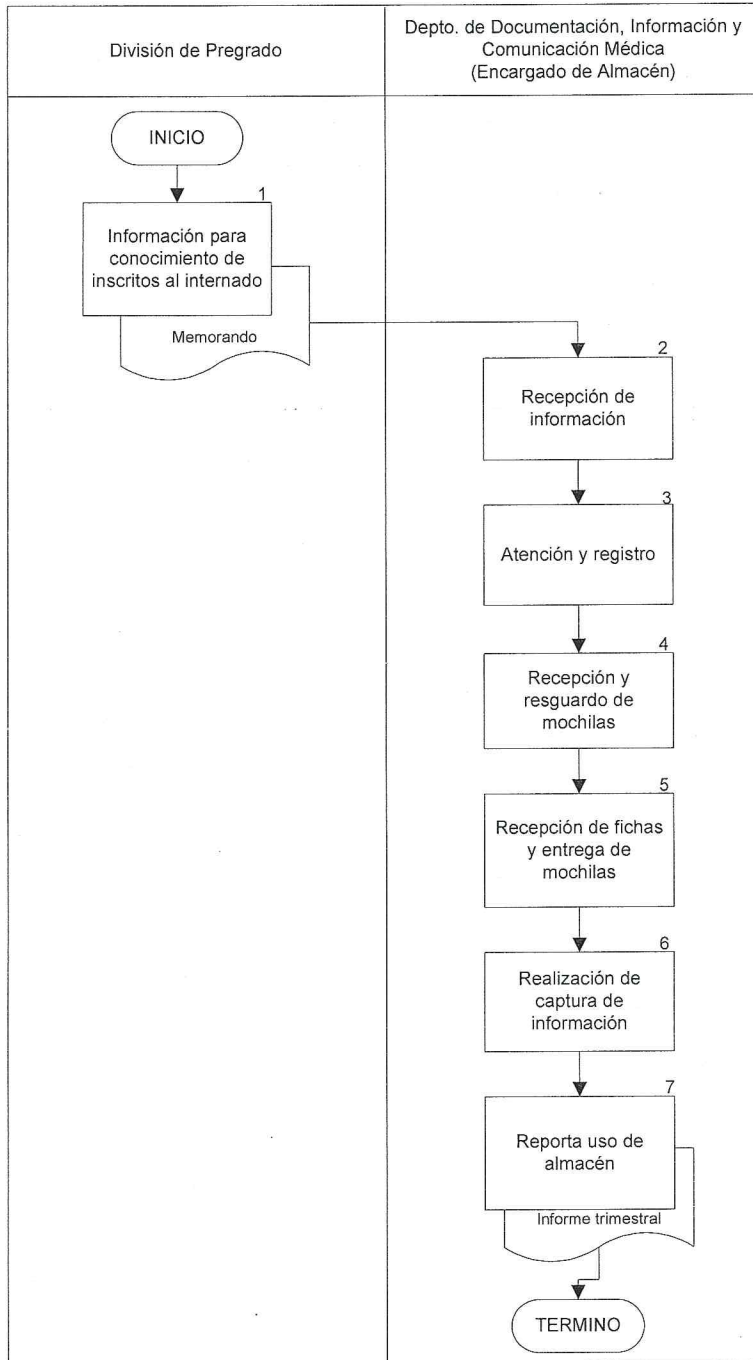 División de Pregrado
Depto. de Documentación, Información y
Comunicación Médica
(Encargado de Almacén)
INICIO
1
Información para
conocimiento de
inscritos al internado
Memorando
2
Recepción de
información
3
Atención y registro
4
Recepción y
resguardo de
mochilas
5
Recepción de fichas
y entrega de
mochilas
6
Realización de
captura de
información
7
Reporta uso de
almacén
Informe trimestral
TERMINO